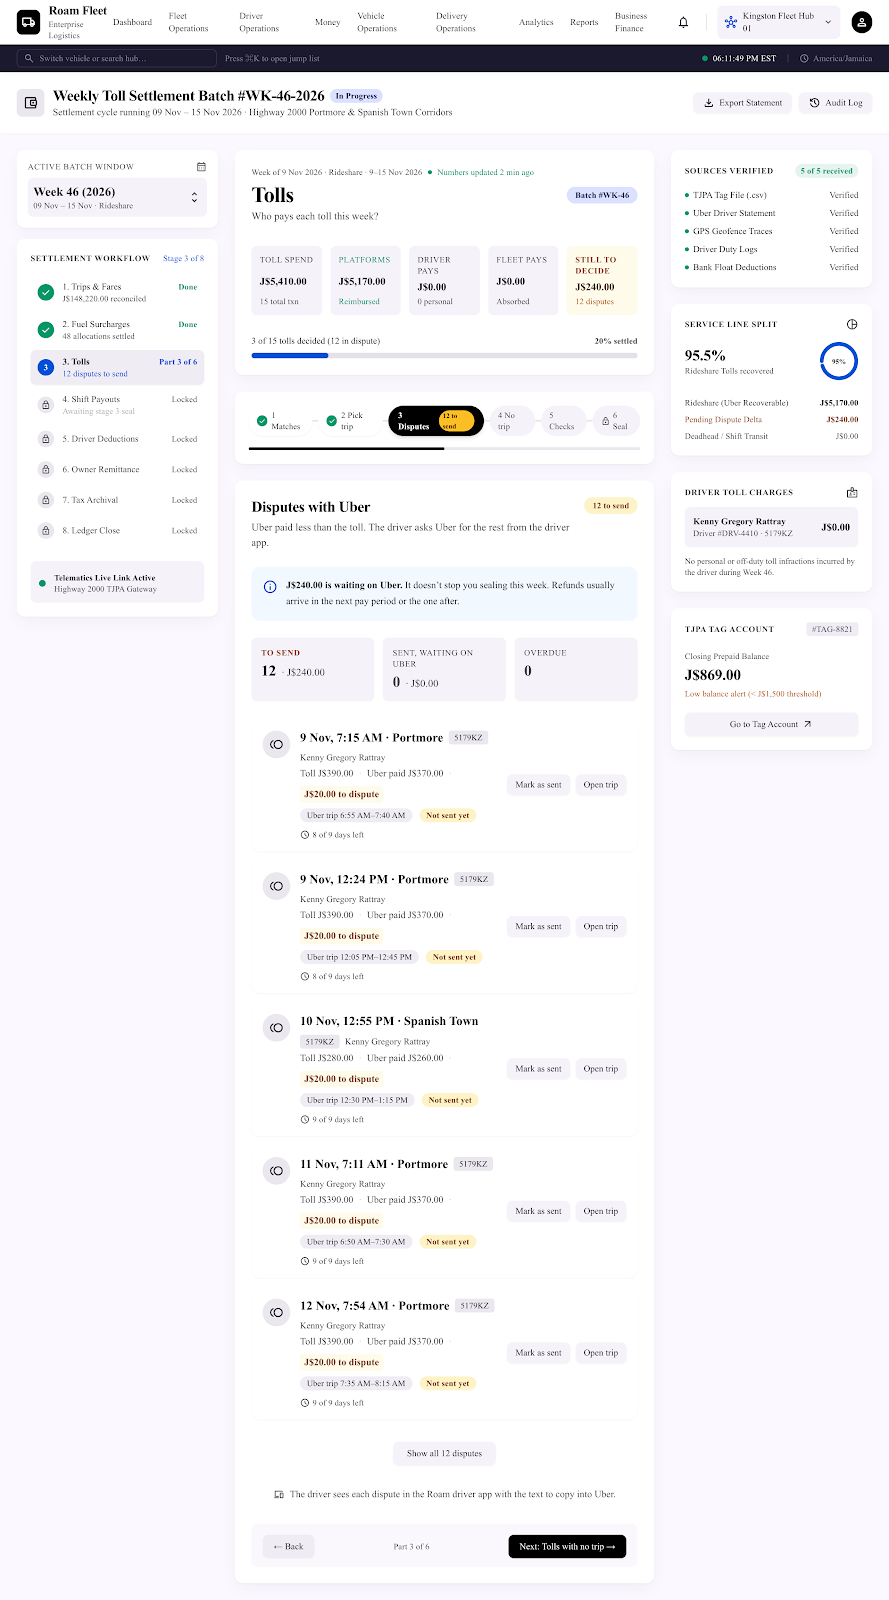 Roam Fleet
Enterprise
Logistics
Dashboard
Fleet
Operations
Driver
Operations
Money
Vehicle
Operations
Delivery
Operations
Analytics
Reports
Business
Finance
Kingston Fleet Hub
01
Switch vehicle or search hub...
Press ⌘K to open jump list
06:11:49 PM EST
America/Jamaica
Weekly Toll Settlement Batch #WK-46-2026
In Progress
Settlement cycle running 09 Nov – 15 Nov 2026 · Highway 2000 Portmore & Spanish Town Corridors
Export Statement
Audit Log
ACTIVE BATCH WINDOW
Week 46 (2026)
09 Nov – 15 Nov · Rideshare
SETTLEMENT WORKFLOW
Stage 3 of 8
1. Trips & Fares
Done
J$148,220.00 reconciled
2. Fuel Surcharges
Done
48 allocations settled
3
3. Tolls
Part 3 of 6
12 disputes to send
4. Shift Payouts
Locked
Awaiting stage 3 seal
5. Driver Deductions
Locked
6. Owner Remittance
Locked
7. Tax Archival
Locked
8. Ledger Close
Locked
Telematics Live Link Active
Highway 2000 TJPA Gateway
Week of 9 Nov 2026 · Rideshare · 9–15 Nov 2026
Numbers updated 2 min ago
Tolls
Batch #WK-46
Who pays each toll this week?
TOLL SPEND
J$5,410.00
15 total txn
PLATFORMS
J$5,170.00
Reimbursed
DRIVER
PAYS
J$0.00
0 personal
FLEET PAYS
J$0.00
Absorbed
STILL TO
DECIDE
J$240.00
12 disputes
3 of 15 tolls decided (12 in dispute)
20% settled
1
Matches
2 Pick
trip
3
Disputes
12 to
send
4 No
trip
5
Checks
6
Seal
Disputes with Uber
12 to send
Uber paid less than the toll. The driver asks Uber for the rest from the driver
app.
J$240.00 is waiting on Uber. It doesn't stop you sealing this week. Refunds usually
arrive in the next pay period or the one after.
TO SEND
12 · J$240.00
SENT, WAITING ON
UBER
0 · J$0.00
OVERDUE
0
9 Nov, 7:15 AM · Portmore
5179KZ
Kenny Gregory Rattray
Toll J$390.00 · Uber paid J$370.00 ·
J$20.00 to dispute
Uber trip 6:55 AM–7:40 AM
Not sent yet
8 of 9 days left
Mark as sent
Open trip
9 Nov, 12:24 PM · Portmore
5179KZ
Kenny Gregory Rattray
Toll J$390.00 · Uber paid J$370.00 ·
J$20.00 to dispute
Uber trip 12:05 PM–12:45 PM
Not sent yet
8 of 9 days left
Mark as sent
Open trip
10 Nov, 12:55 PM · Spanish Town
5179KZ
Kenny Gregory Rattray
Toll J$280.00 · Uber paid J$260.00 ·
J$20.00 to dispute
Uber trip 12:30 PM–1:15 PM
Not sent yet
9 of 9 days left
Mark as sent
Open trip
11 Nov, 7:11 AM · Portmore
5179KZ
Kenny Gregory Rattray
Toll J$390.00 · Uber paid J$370.00 ·
J$20.00 to dispute
Uber trip 6:50 AM–7:30 AM
Not sent yet
9 of 9 days left
Mark as sent
Open trip
12 Nov, 7:54 AM · Portmore
5179KZ
Kenny Gregory Rattray
Toll J$390.00 · Uber paid J$370.00 ·
J$20.00 to dispute
Uber trip 7:35 AM–8:15 AM
Not sent yet
9 of 9 days left
Mark as sent
Open trip
Show all 12 disputes
The driver sees each dispute in the Roam driver app with the text to copy into Uber.
← Back
Part 3 of 6
Next: Tolls with no trip →
SOURCES VERIFIED
5 of 5 received
TJPA Tag File (.csv)
Verified
Uber Driver Statement
Verified
GPS Geofence Traces
Verified
Driver Duty Logs
Verified
Bank Float Deductions
Verified
SERVICE LINE SPLIT
95.5%
Rideshare Tolls recovered
95%
Rideshare (Uber Recoverable)
J$5,170.00
Pending Dispute Delta
J$240.00
Deadhead / Shift Transit
J$0.00
DRIVER TOLL CHARGES
Kenny Gregory Rattray
Driver #DRV-4410 · 5179KZ
J$0.00
No personal or off-duty toll infractions incurred by
the driver during Week 46.
TJPA TAG ACCOUNT
#TAG-8821
Closing Prepaid Balance
J$869.00
Low balance alert (< J$1,500 threshold)
Go to Tag Account